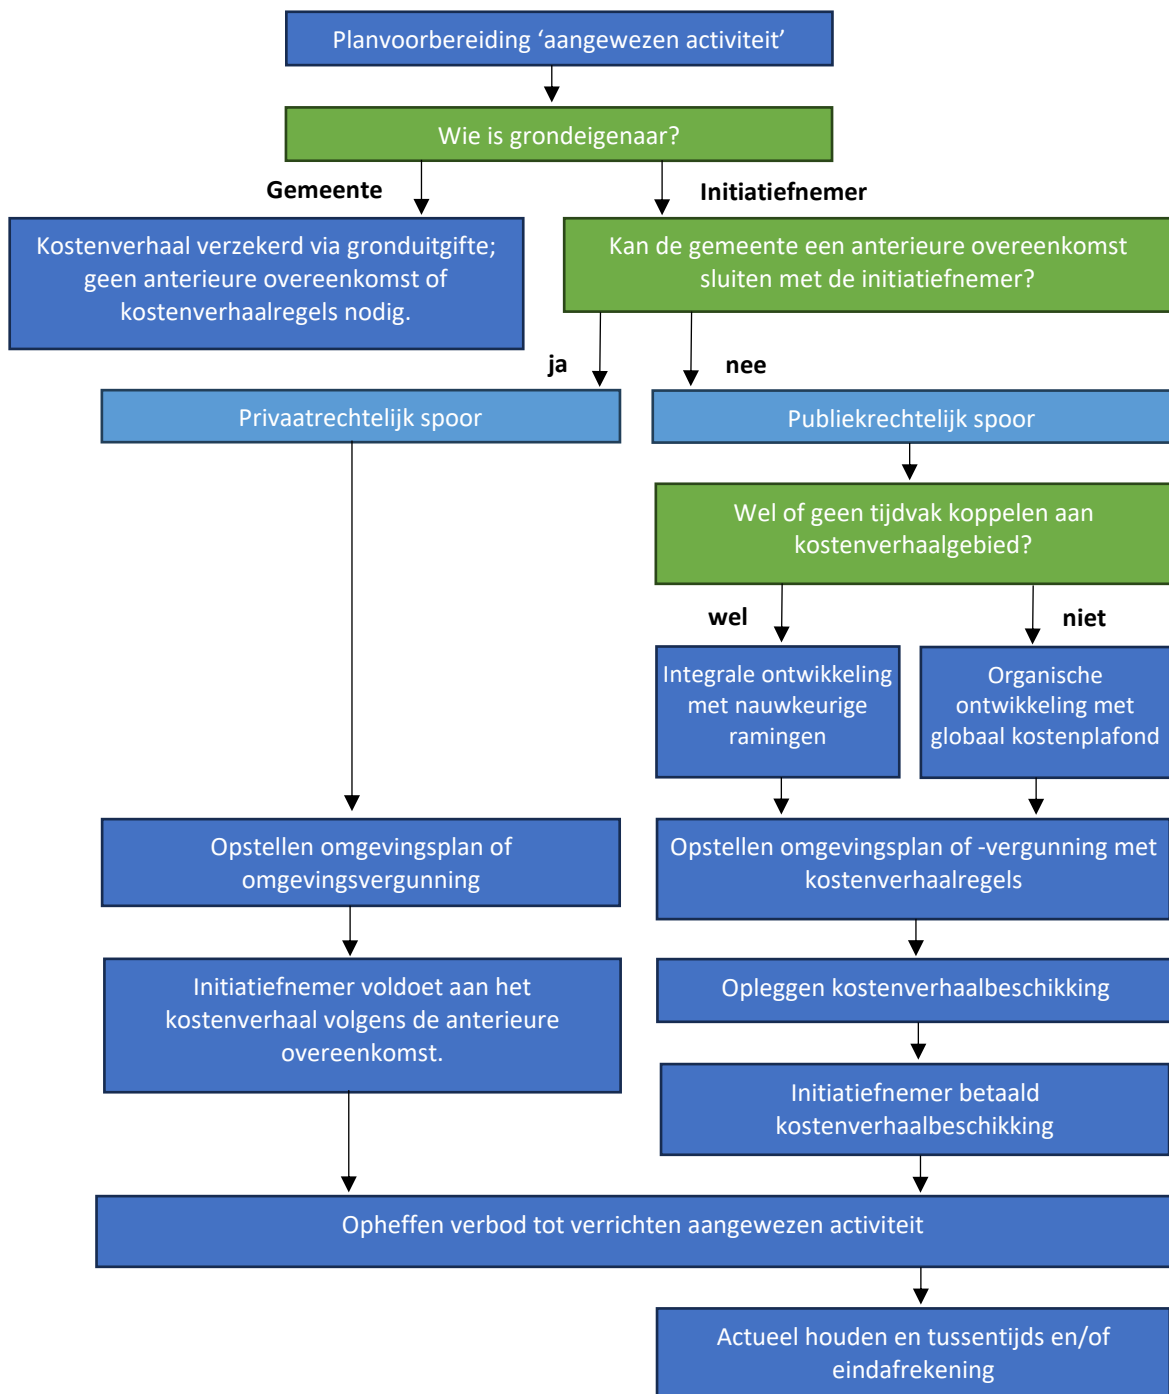 Planvoorbereiding ‘aangewezen activiteit’
Wie is grondeigenaar?
Gemeente
Initiatiefnemer
Kostenverhaal verzekerd via gronduitgifte;
geen anterieure overeenkomst of
kostenverhaalregels nodig.
Kan de gemeente een anterieure overeenkomst
sluiten met de initiatiefnemer?
ja
nee
Privaatrechtelijk spoor
Publiekrechtelijk spoor
Wel of geen tijdvak koppelen aan
kostenverhaalgebied?
wel
niet
Integrale ontwikkeling
met nauwkeurige
ramingen
Organische
ontwikkeling met
globaal kostenplafond
Opstellen omgevingsplan of
omgevingsvergunning
Opstellen omgevingsplan of -vergunning met
kostenverhaalregels
Initiatiefnemer voldoet aan het
kostenverhaal volgens de anterieure
overeenkomst.
Opleggen kostenverhaalbeschikking
Initiatiefnemer betaald
kostenverhaalbeschikking
Opheffen verbod tot verrichten aangewezen activiteit
Actueel houden en tussentijds en/of
eindafrekening